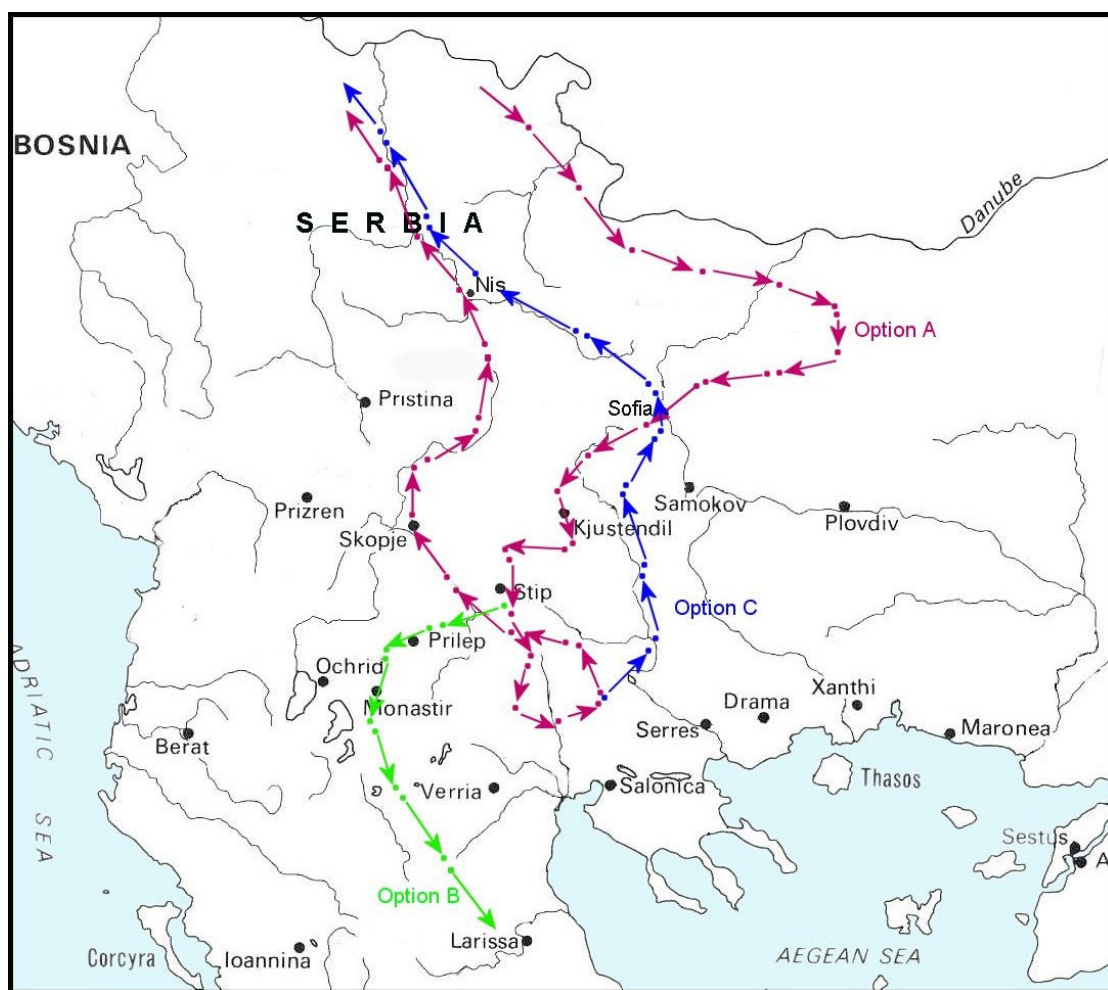 BOSNIA
Danube
SERBIA
Nis
Option A
Pristina
Sofia
Samokov
Prizren
Plovdiv
Skopje
Kjustendil
Stip
Option C
Prilep
Ochrid
Monastir
Xanthi
Drama
Serres
Maronea
Berat
ADRIATIC SEA
Verria
Salonica
Thasos
Sestus
A
Option B
Larissa
Corcyra
Ioannina
AEGEAN SEA